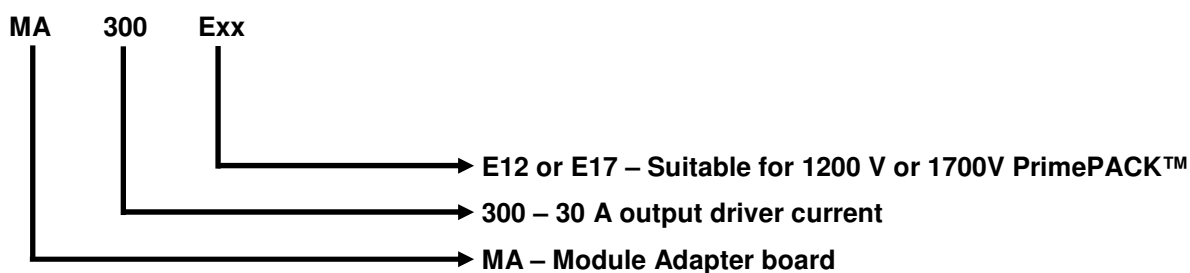 MA 300 Exx
E12 or E17 – Suitable for 1200 V or 1700V PrimePACK™
300 – 30 A output driver current
MA – Module Adapter board